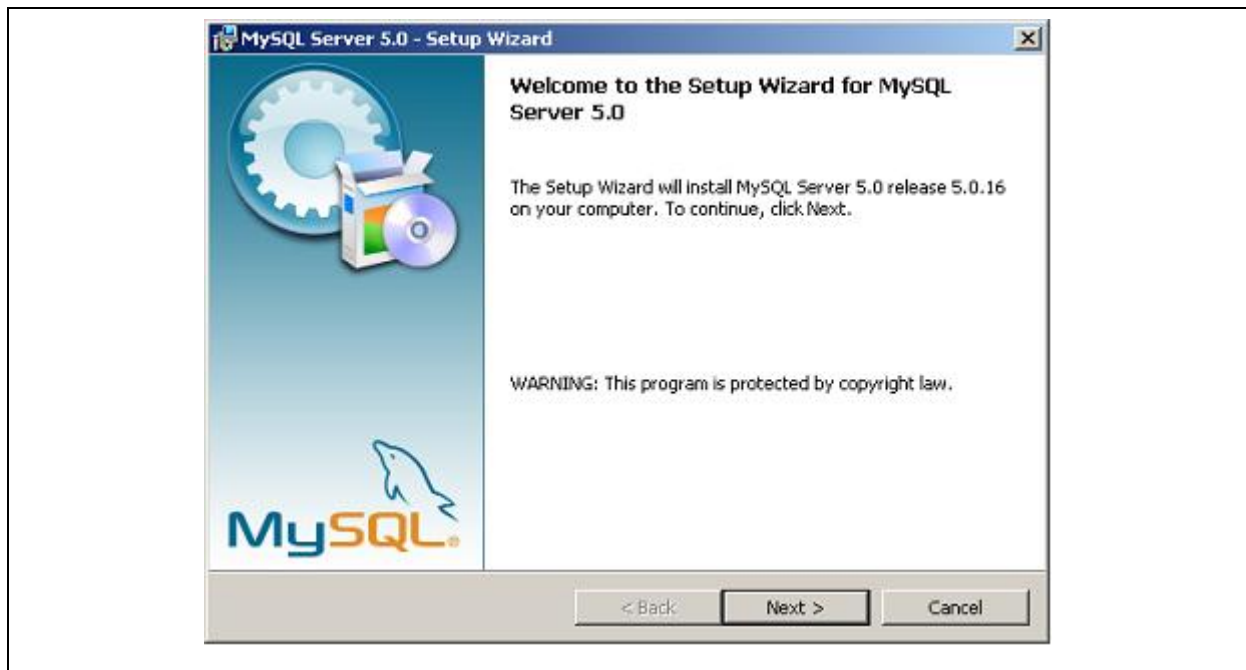 MySQL Server 5.0 - Setup Wizard
Welcome to the Setup Wizard for MySQL
Server 5.0
The Setup Wizard will install MySQL Server 5.0 release 5.0.16
on your computer. To continue, click Next.
WARNING: This program is protected by copyright law.
MySQL®
< Back
Next >
Cancel